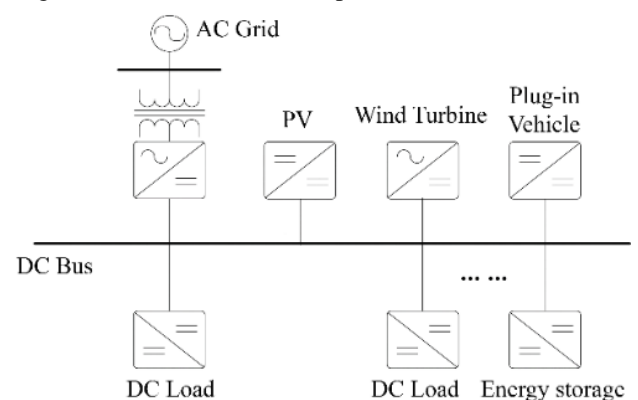 AC Grid
PV
Wind Turbine
Plug-in
Vehicle
DC Bus
... ...
DC Load
DC Load
Energy storage